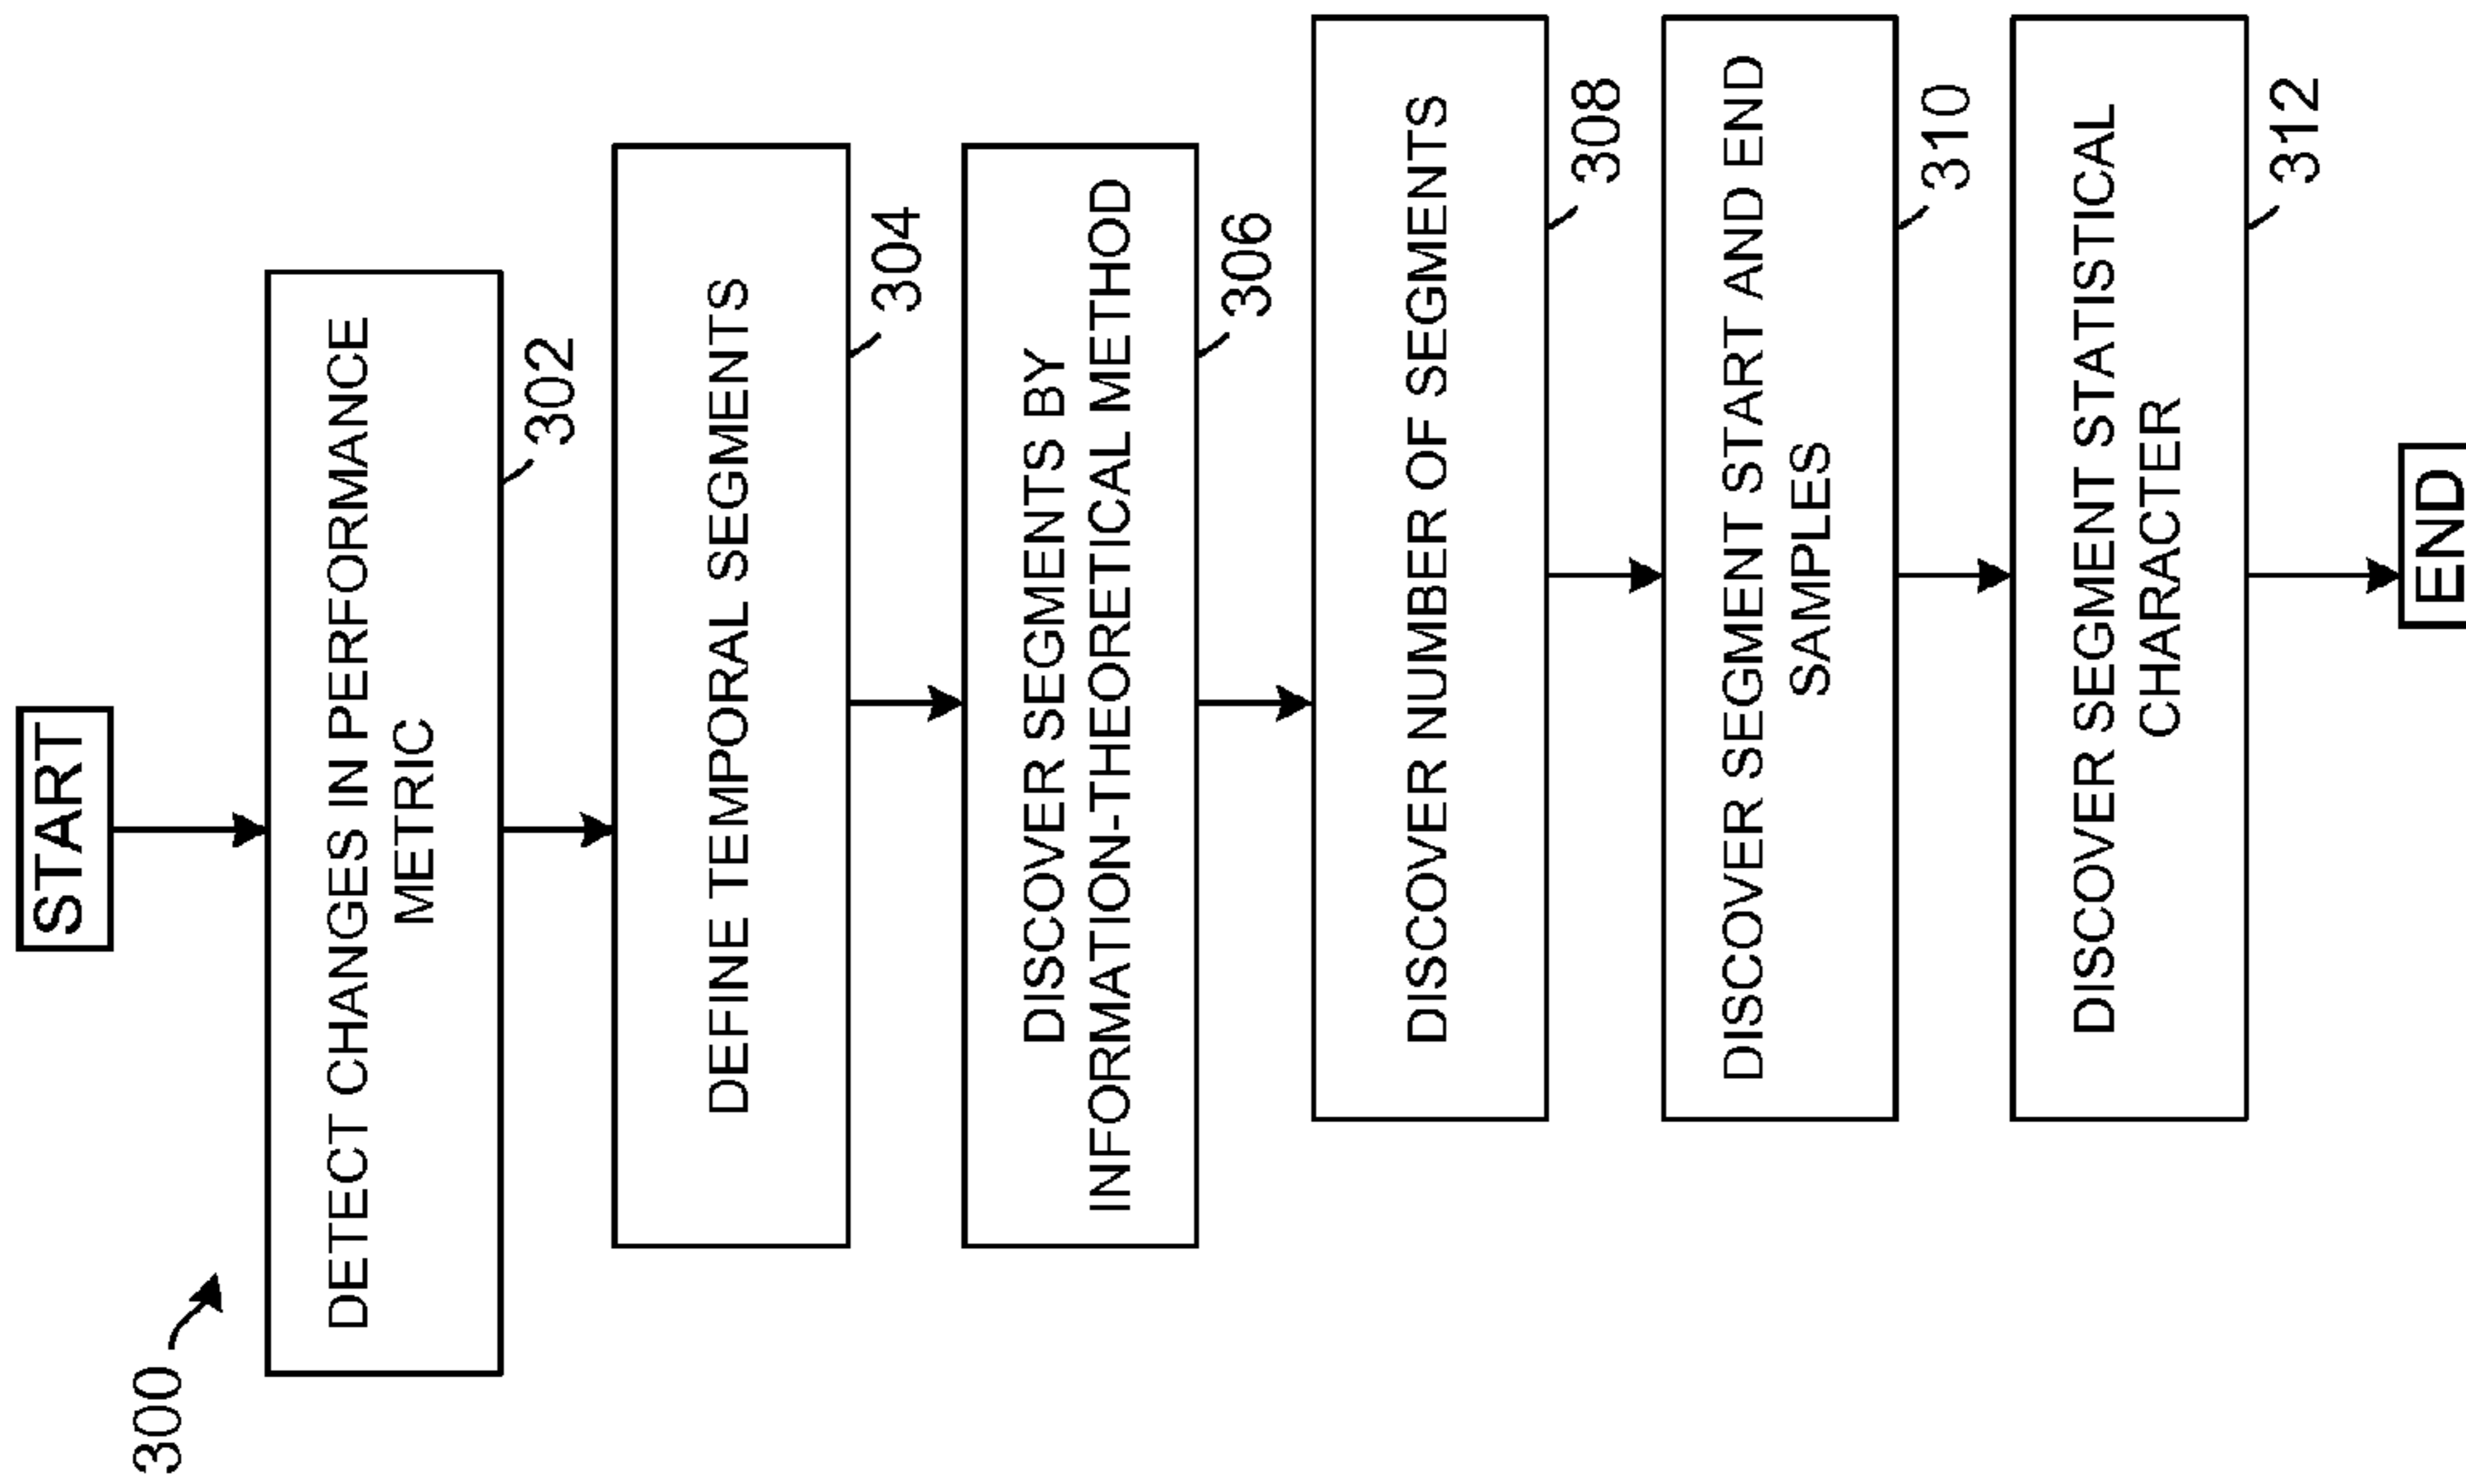 300
START
DETECT CHANGES IN PERFORMANCE
METRIC
302
DEFINE TEMPORAL SEGMENTS
304
DISCOVER SEGMENTS BY
INFORMATION-THEORETICAL METHOD
306
DISCOVER NUMBER OF SEGMENTS
308
DISCOVER SEGMENT START AND END
SAMPLES
310
DISCOVER SEGMENT STATISTICAL
CHARACTER
312
END